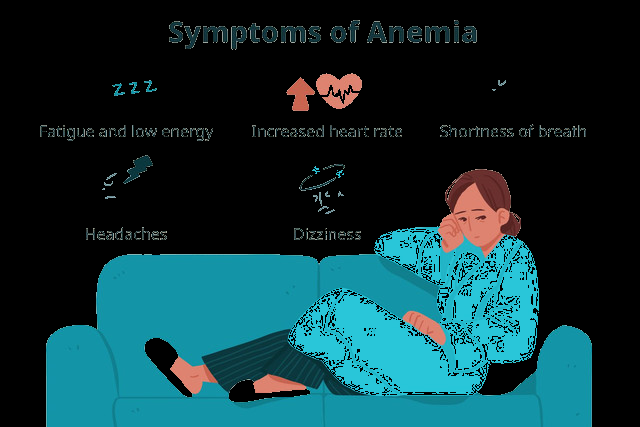 Symptoms of Anemia
z z z
Fatigue and low energy
Increased heart rate
Shortness of breath
Headaches
Dizziness